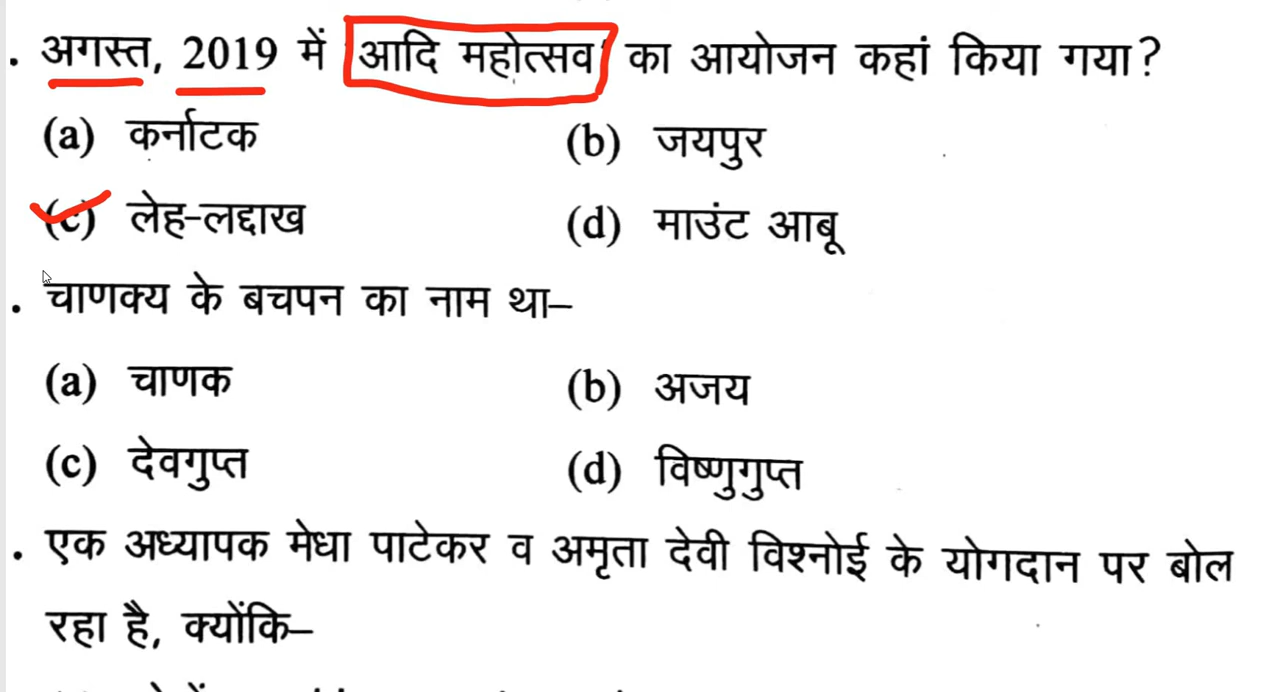 . अगस्त, 2019 में 'आदि महोत्सव' का आयोजन कहां किया गया?
(a) कर्नाटक (b) जयपुर
(c) लेह-लद्दाख (d) माउंट आबू
. चाणक्य के बचपन का नाम था–
(a) चाणक (b) अजय
(c) देवगुप्त (d) विष्णुगुप्त
. एक अध्यापक मेधा पाटेकर व अमृता देवी विश्नोई के योगदान पर बोल
रहा है, क्योंकि–